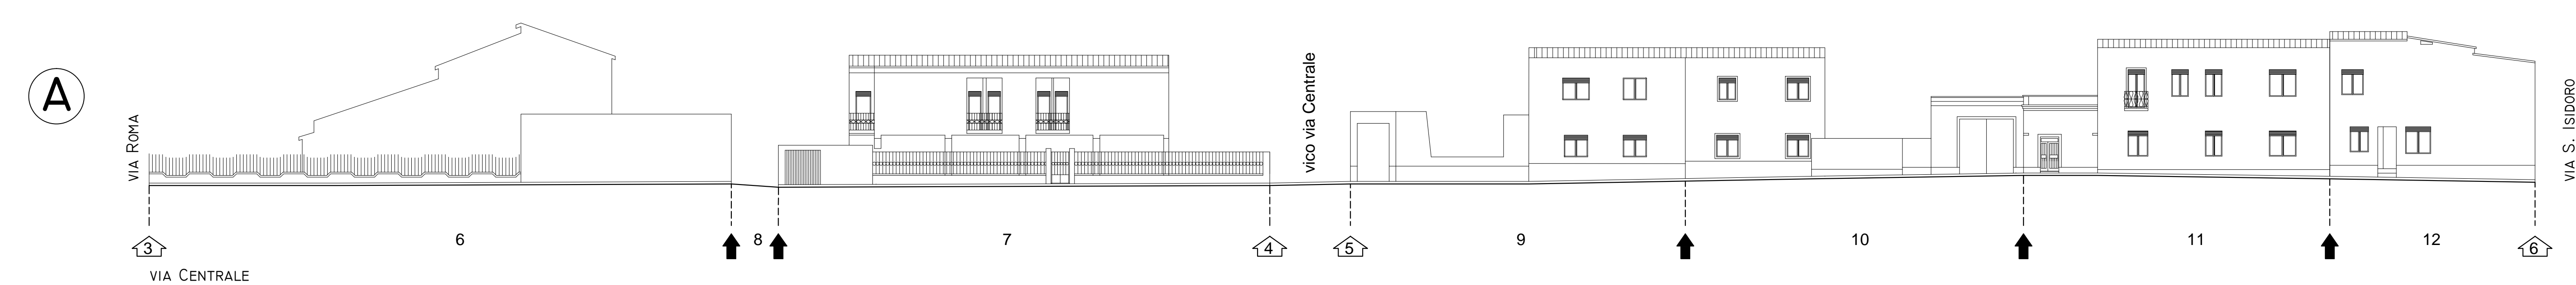 A
VIA ROMA
vico via Centrale
VIA S. ISIDORO
3 6 8 7 4 5 9 10 11 12 6
VIA CENTRALE